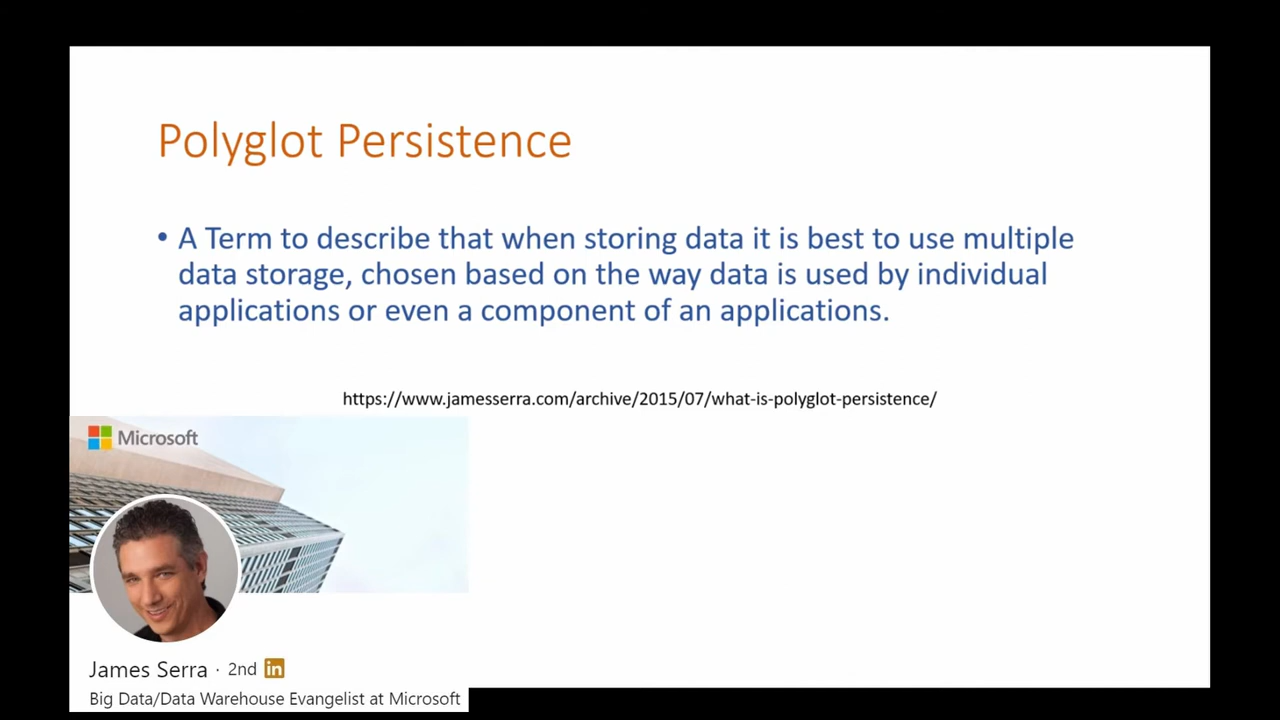 Polyglot Persistence
• A Term to describe that when storing data it is best to use multiple
data storage, chosen based on the way data is used by individual
applications or even a component of an applications.
https://www.jamesserra.com/archive/2015/07/what-is-polyglot-persistence/
Microsoft
James Serra · 2nd in
Big Data/Data Warehouse Evangelist at Microsoft